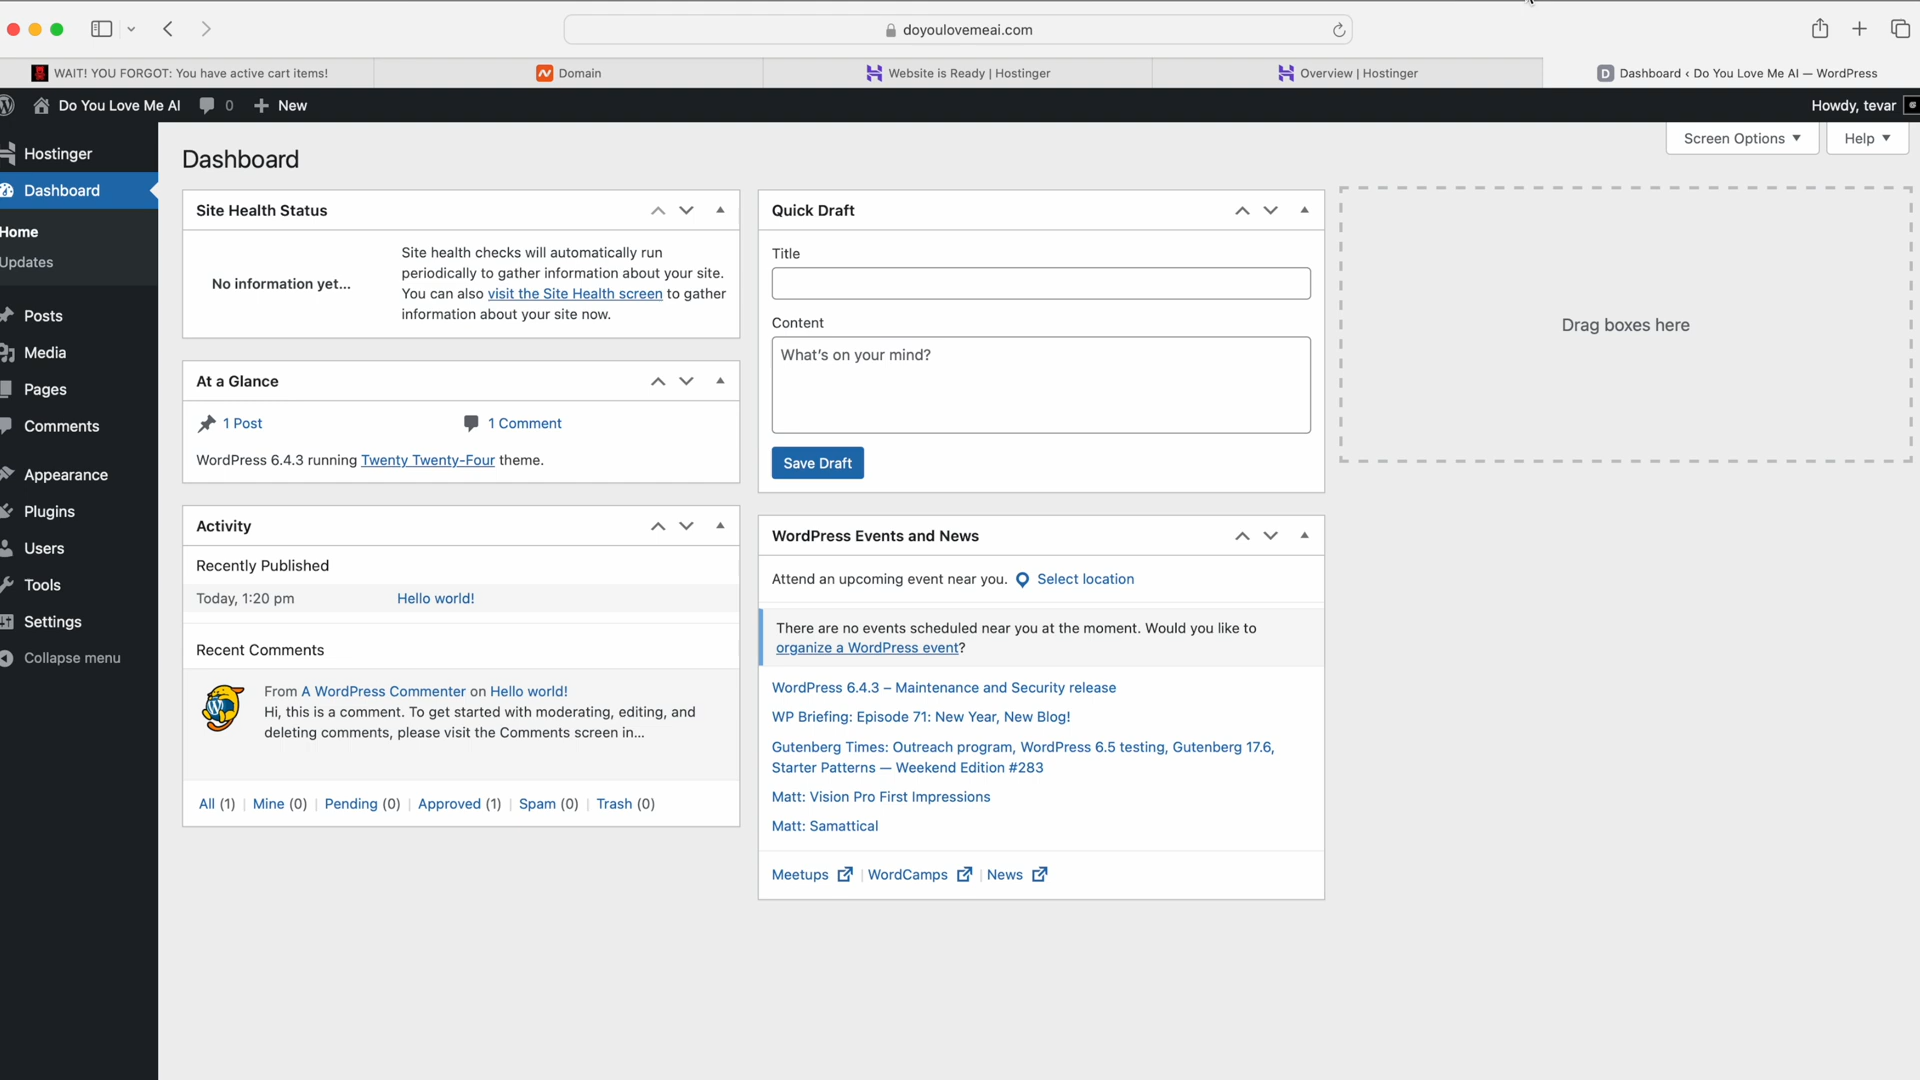 doyoulovemeai.com
WAIT! YOU FORGOT: You have active cart items!
Domain
Website is Ready | Hostinger
Overview | Hostinger
D
Dashboard ‹ Do You Love Me AI — WordPress
Do You Love Me AI
0
New
Howdy, tevar
Hostinger
Dashboard
Home
Updates
Posts
Media
Pages
Comments
Appearance
Plugins
Users
Tools
Settings
Collapse menu
Screen Options
Help
Dashboard
Site Health Status
No information yet...
Site health checks will automatically run
periodically to gather information about your site.
You can also visit the Site Health screen to gather
information about your site now.
At a Glance
1 Post
1 Comment
WordPress 6.4.3 running Twenty Twenty-Four theme.
Activity
Recently Published
Today, 1:20 pm
Hello world!
Recent Comments
From A WordPress Commenter on Hello world!
Hi, this is a comment. To get started with moderating, editing, and
deleting comments, please visit the Comments screen in...
All (1) | Mine (0) | Pending (0) | Approved (1) | Spam (0) | Trash (0)
Quick Draft
Title
Content
What's on your mind?
Save Draft
WordPress Events and News
Attend an upcoming event near you.
Select location
There are no events scheduled near you at the moment. Would you like to
organize a WordPress event?
WordPress 6.4.3 – Maintenance and Security release
WP Briefing: Episode 71: New Year, New Blog!
Gutenberg Times: Outreach program, WordPress 6.5 testing, Gutenberg 17.6,
Starter Patterns — Weekend Edition #283
Matt: Vision Pro First Impressions
Matt: Samattical
Meetups | WordCamps | News
Drag boxes here